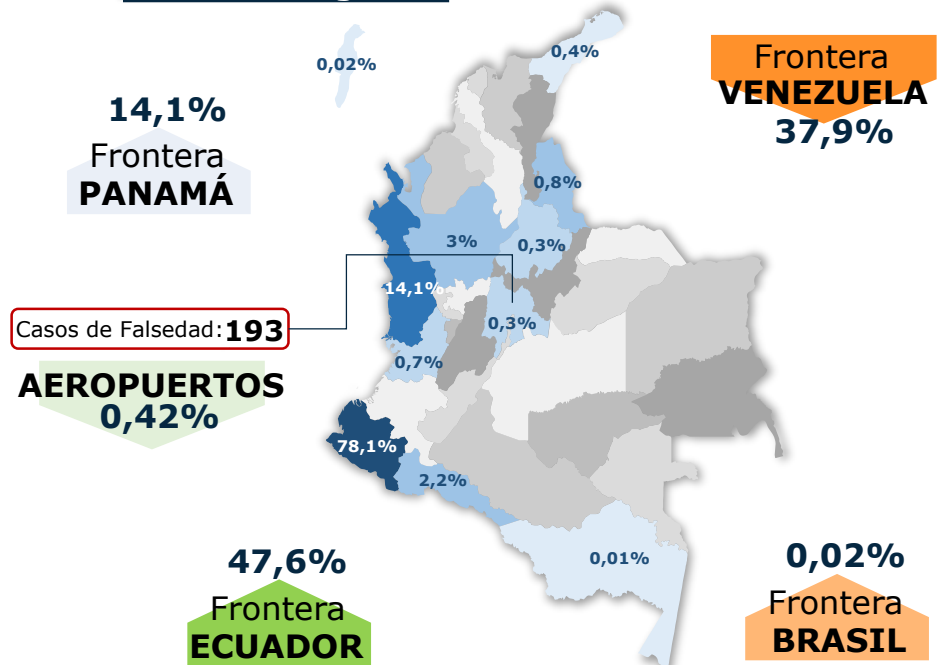 0,02%
0,4%
Frontera
VENEZUELA
37,9%
14,1%
Frontera
PANAMÁ
0,8%
3%
0,3%
14,1%
Casos de Falsedad: 193
0,3%
0,7%
AEROPUERTOS
0,42%
78,1%
2,2%
47,6%
Frontera
ECUADOR
0,01%
0,02%
Frontera
BRASIL